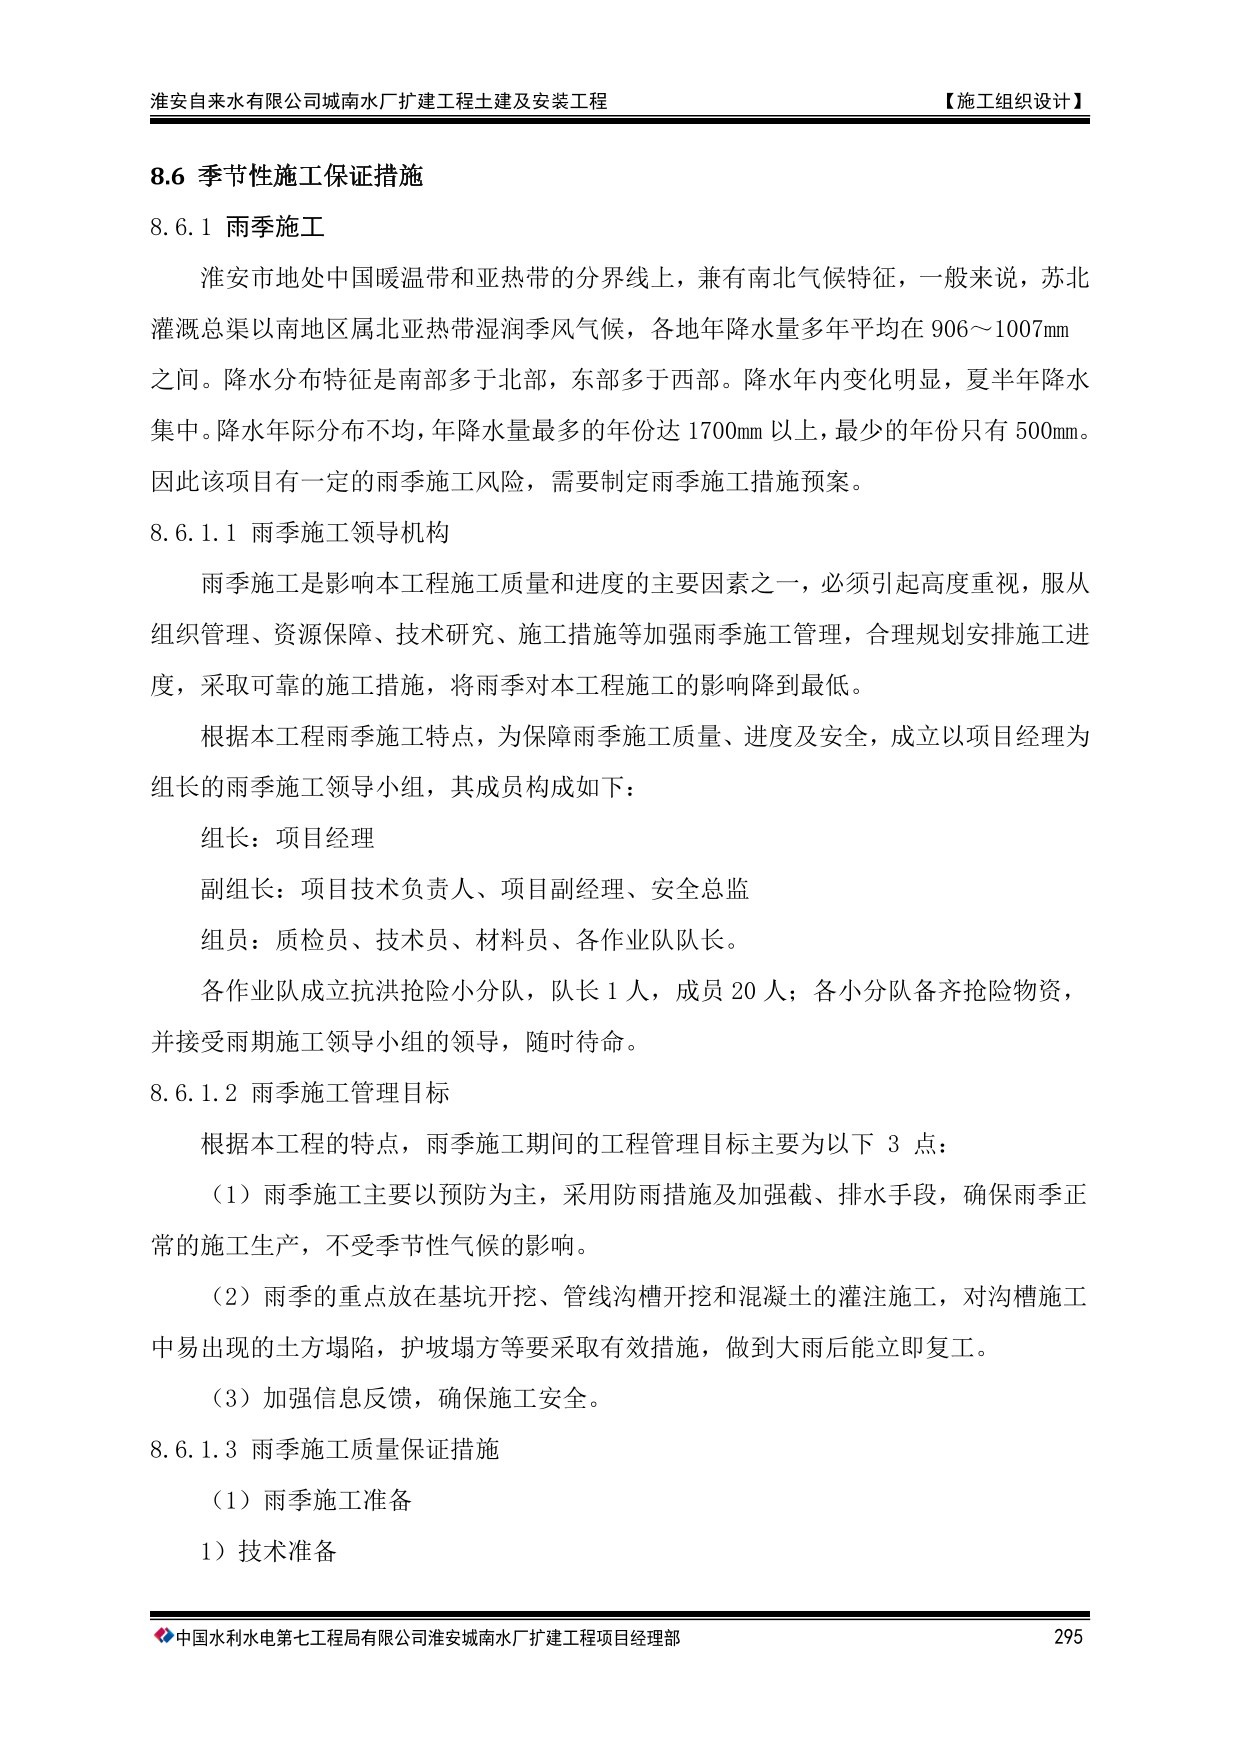 淮安自来水有限公司城南水厂扩建工程土建及安装工程 【施工组织设计】
8.6 季节性施工保证措施
8.6.1 雨季施工
淮安市地处中国暖温带和亚热带的分界线上，兼有南北气候特征，一般来说，苏北
灌溉总渠以南地区属北亚热带湿润季风气候，各地年降水量多年平均在 906～1007mm
之间。降水分布特征是南部多于北部，东部多于西部。降水年内变化明显，夏半年降水
集中。降水年际分布不均，年降水量最多的年份达 1700mm 以上，最少的年份只有 500mm。
因此该项目有一定的雨季施工风险，需要制定雨季施工措施预案。
8.6.1.1 雨季施工领导机构
雨季施工是影响本工程施工质量和进度的主要因素之一，必须引起高度重视，服从
组织管理、资源保障、技术研究、施工措施等加强雨季施工管理，合理规划安排施工进
度，采取可靠的施工措施，将雨季对本工程施工的影响降到最低。
根据本工程雨季施工特点，为保障雨季施工质量、进度及安全，成立以项目经理为
组长的雨季施工领导小组，其成员构成如下：
组长：项目经理
副组长：项目技术负责人、项目副经理、安全总监
组员：质检员、技术员、材料员、各作业队队长。
各作业队成立抗洪抢险小分队，队长 1 人，成员 20 人；各小分队备齐抢险物资，
并接受雨期施工领导小组的领导，随时待命。
8.6.1.2 雨季施工管理目标
根据本工程的特点，雨季施工期间的工程管理目标主要为以下 3 点：
（1）雨季施工主要以预防为主，采用防雨措施及加强截、排水手段，确保雨季正
常的施工生产，不受季节性气候的影响。
（2）雨季的重点放在基坑开挖、管线沟槽开挖和混凝土的灌注施工，对沟槽施工
中易出现的土方塌陷，护坡塌方等要采取有效措施，做到大雨后能立即复工。
（3）加强信息反馈，确保施工安全。
8.6.1.3 雨季施工质量保证措施
（1）雨季施工准备
1）技术准备
中国水利水电第七工程局有限公司淮安城南水厂扩建工程项目经理部 295